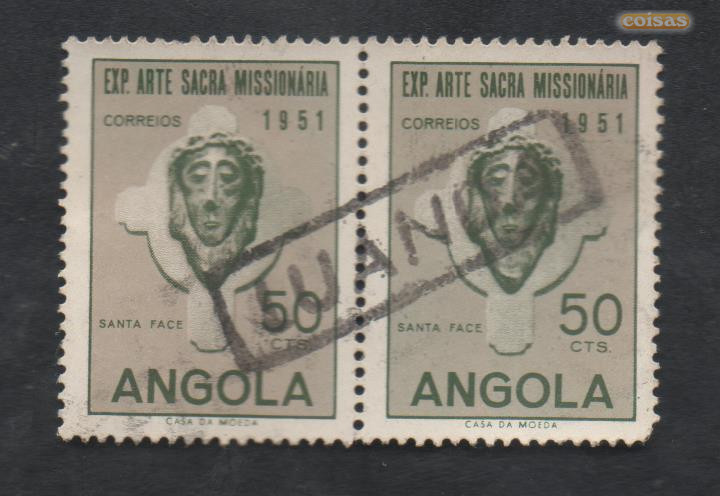 coisas
EXP. ARTE SACRA MISSIONÁRIA
CORREIOS 1951
SANTA FACE
50
CTS.
ANGOLA
CASA DA MOEDA
EXP. ARTE SACRA MISSIONÁRIA
CORREIOS 1951
SANTA FACE
50
CTS.
ANGOLA
CASA DA MOEDA